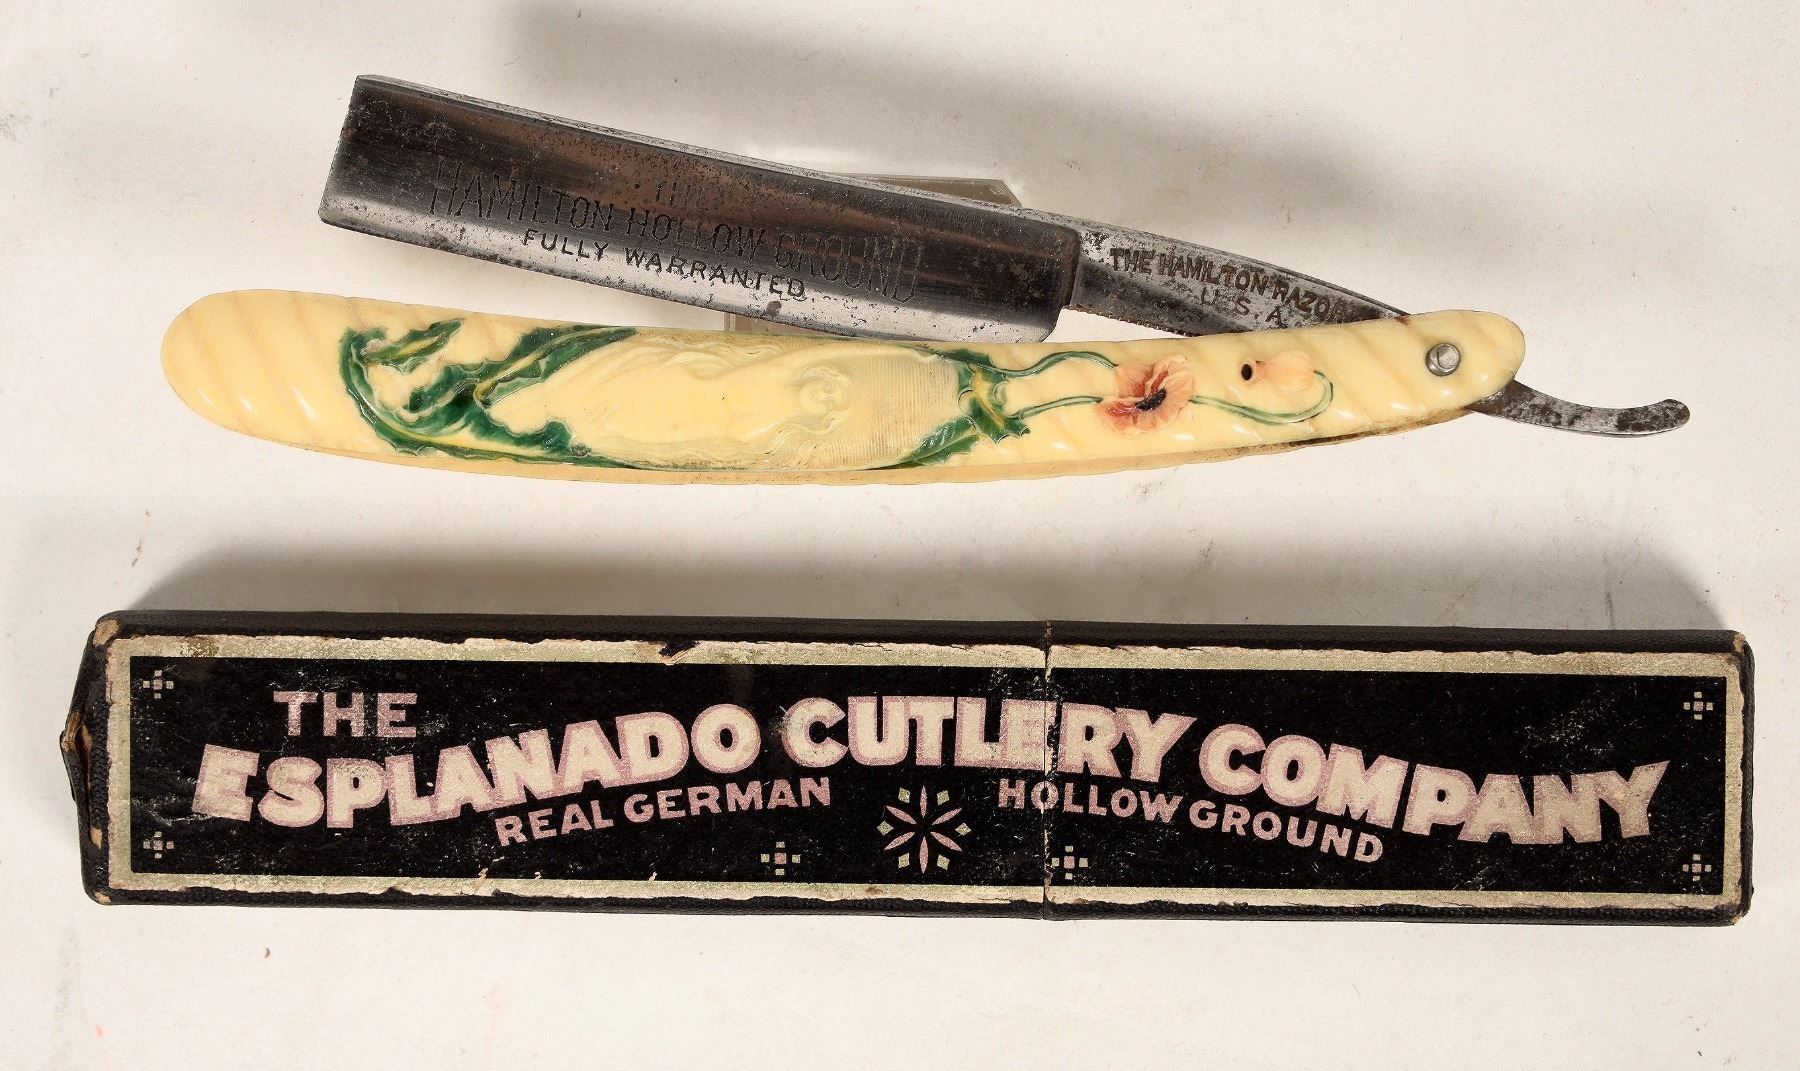 THE
HAMILTON HOLLOW GROUND
FULLY WARRANTED
THE HAMILTON RAZOR
U.S.A.
THE
ESPLANADO CUTLERY COMPANY
REAL GERMAN HOLLOW GROUND